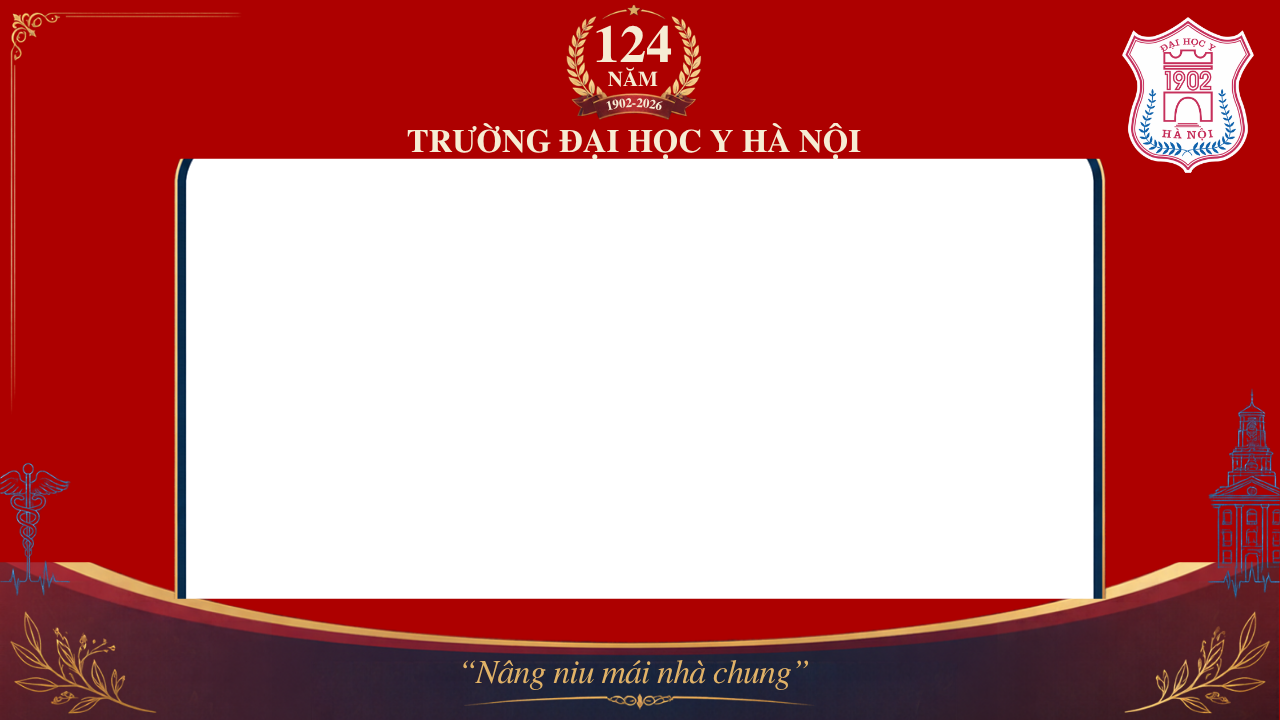 124
NĂM
1902-2026
TRƯỜNG ĐẠI HỌC Y HÀ NỘI
ĐẠI HỌC Y
1902
HÀ NỘI
“Nâng niu mái nhà chung”